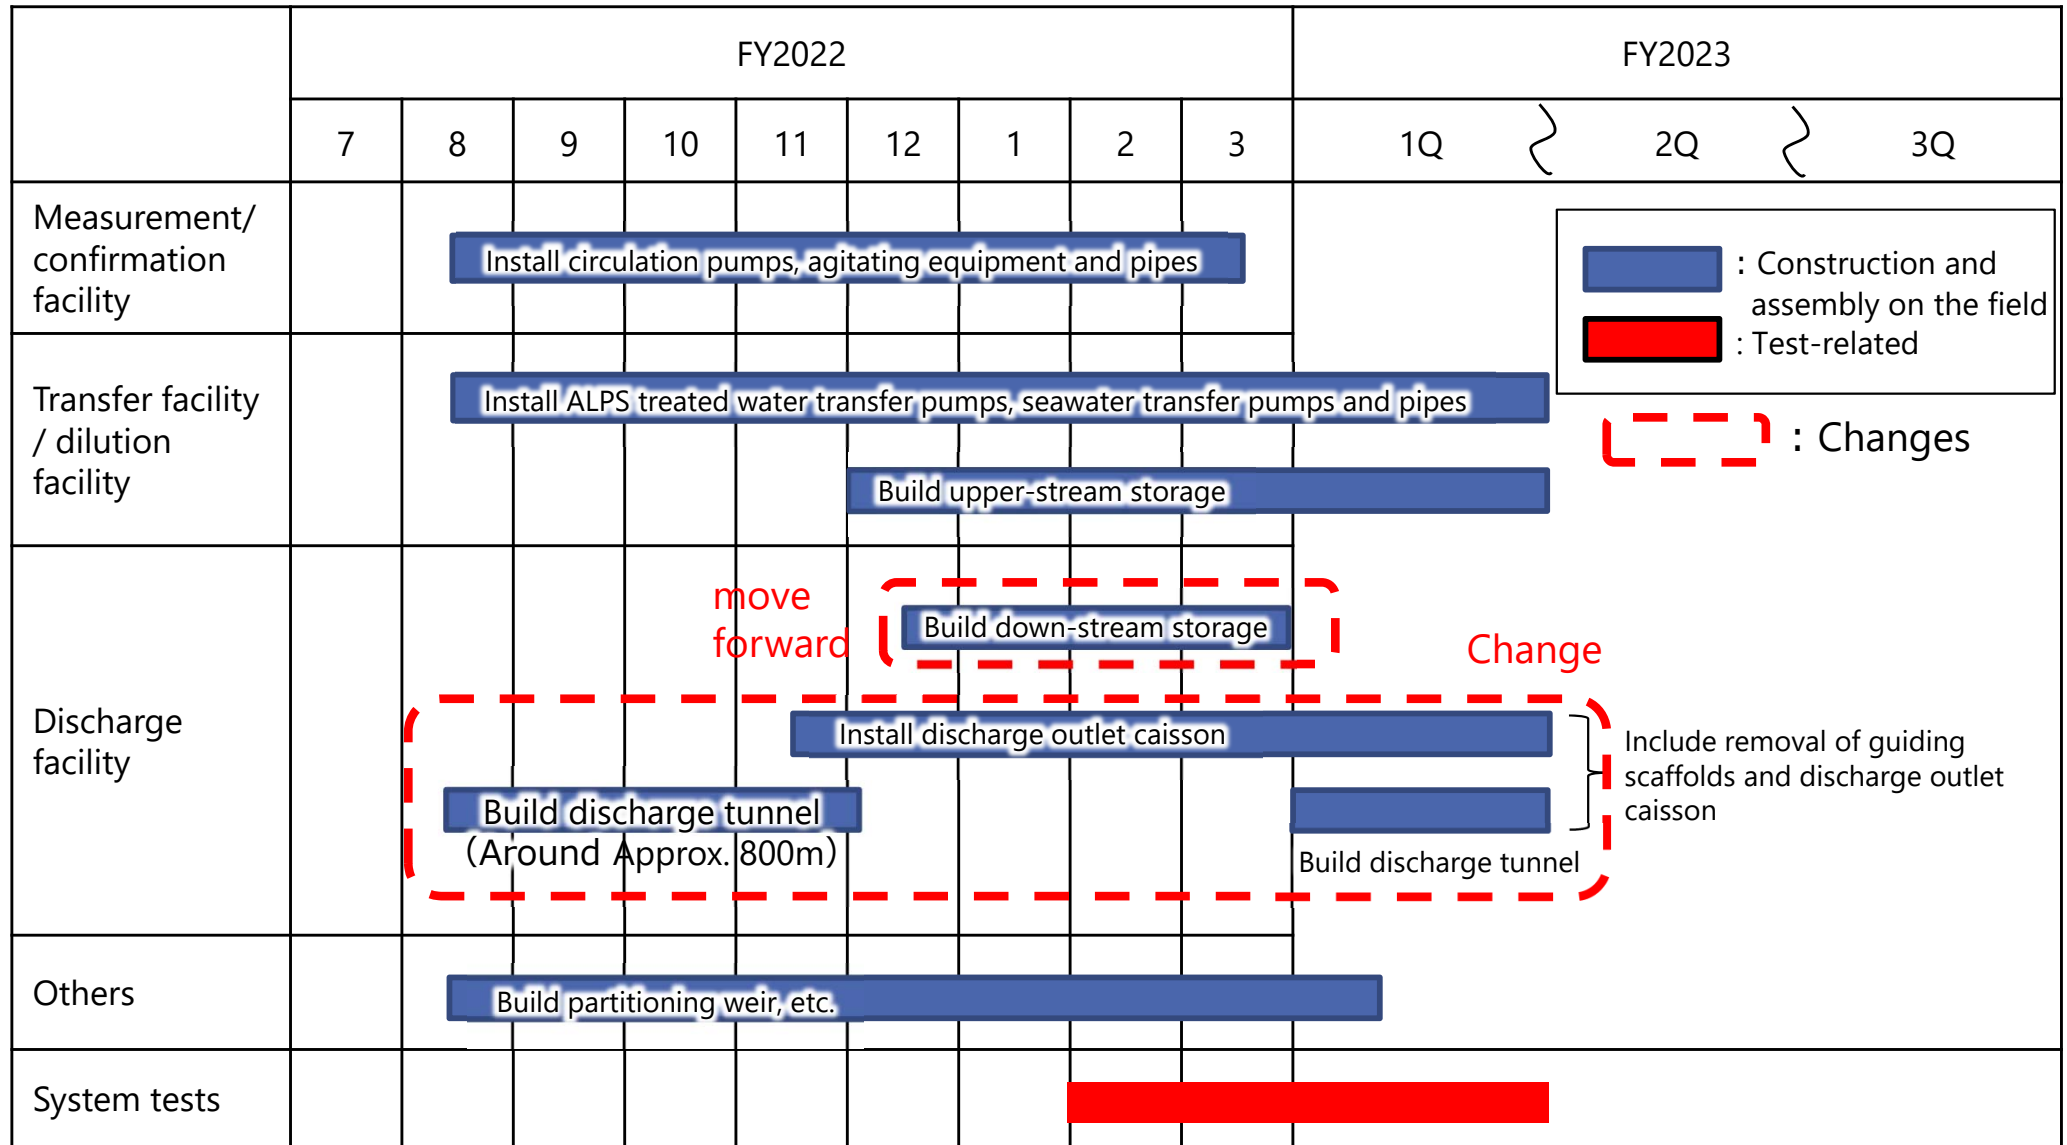 FY2022
FY2023
7
8
9
10
11
12
1
2
3
1Q
2Q
3Q
Measurement/
confirmation
facility
Install circulation pumps, agitating equipment and pipes
: Construction and
assembly on the field
: Test-related
: Changes
Transfer facility
/ dilution
facility
Install ALPS treated water transfer pumps, seawater transfer pumps and pipes
Build upper-stream storage
Discharge
facility
move
forward
Build down-stream storage
Change
Install discharge outlet caisson
Include removal of guiding
scaffolds and discharge outlet
caisson
Build discharge tunnel
(Around Approx. 800m)
Build discharge tunnel
Others
Build partitioning weir, etc.
System tests